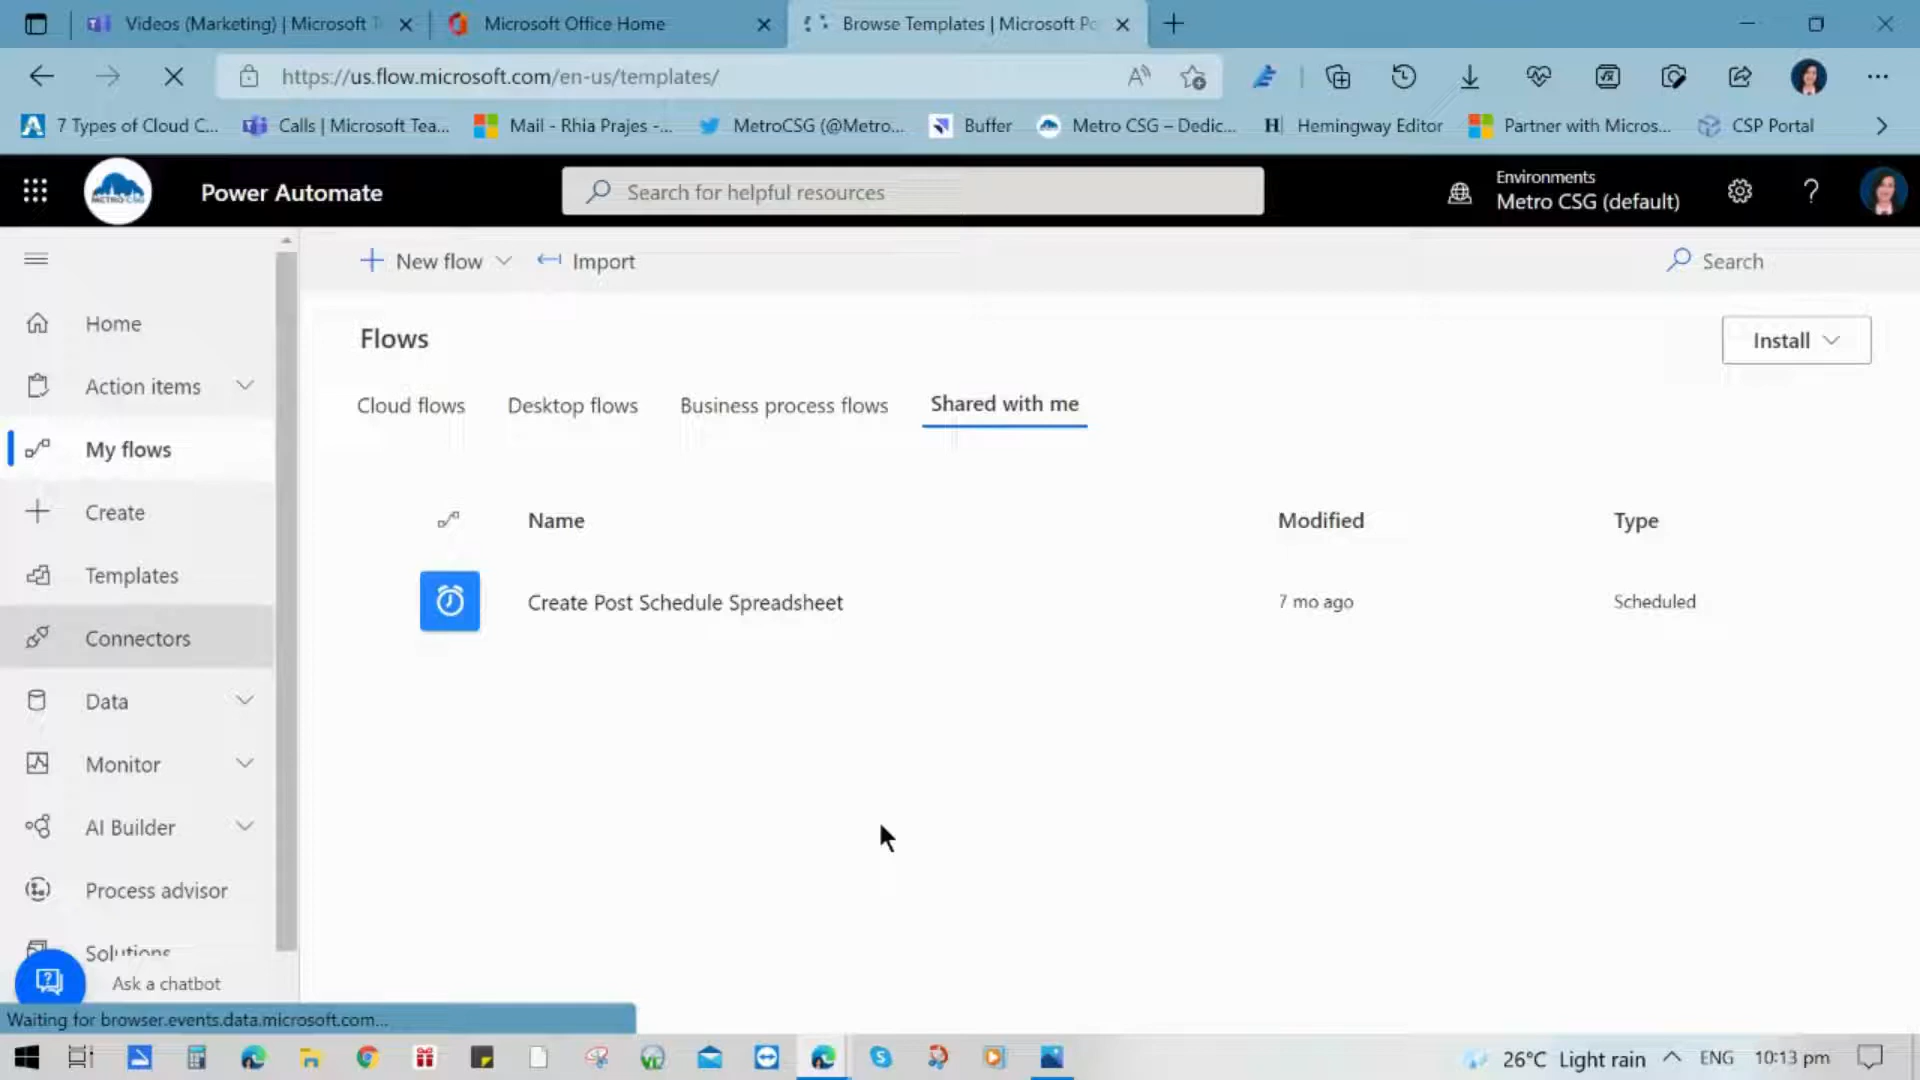 Videos (Marketing) | Microsoft T
Microsoft Office Home
Browse Templates | Microsoft Po
https://us.flow.microsoft.com/en-us/templates/
7 Types of Cloud C...
Calls | Microsoft Tea...
Mail - Rhia Prajes -...
MetroCSG (@Metro...
Buffer
Metro CSG – Dedic...
Hemingway Editor
Partner with Micros...
CSP Portal
METRO CSG
Power Automate
Search for helpful resources
Environments
Metro CSG (default)
New flow
Import
Search
Home
Action items
My flows
Create
Templates
Connectors
Data
Monitor
AI Builder
Process advisor
Solutions
Ask a chatbot
Flows
Install
Cloud flows
Desktop flows
Business process flows
Shared with me
Name
Modified
Type
Create Post Schedule Spreadsheet
7 mo ago
Scheduled
Waiting for browser.events.data.microsoft.com...
26°C Light rain
ENG
10:13 pm